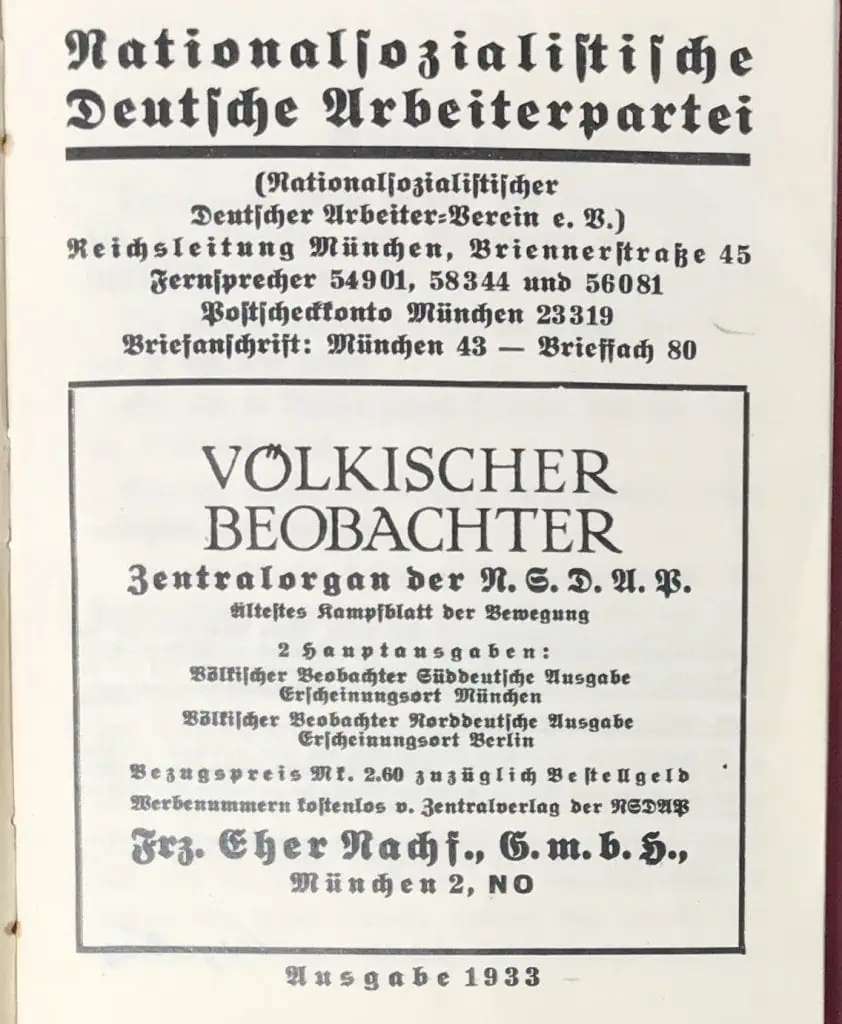 Nationalsozialistische
Deutsche Arbeiterpartei
(Nationalsozialistischer
Deutscher Arbeiter-Verein e. V.)
Reichsleitung München, Briennerstraße 45
Fernsprecher 54901, 58344 und 56081
Postscheckkonto München 23319
Briefanschrift: München 43 — Brieffach 80
VÖLKISCHER
BEOBACHTER
Zentralorgan der N. S. D. A. P.
Ältestes Kampfblatt der Bewegung
2 Hauptausgaben:
Völkischer Beobachter Süddeutsche Ausgabe
Erscheinungsort München
Völkischer Beobachter Norddeutsche Ausgabe
Erscheinungsort Berlin
Bezugspreis Mk. 2.60 zuzüglich Bestellgeld
Werbenummern kostenlos v. Zentralverlag der NSDAP
Frz. Eher Nachf., G. m. b. H.,
München 2, NO
Ausgabe 1933